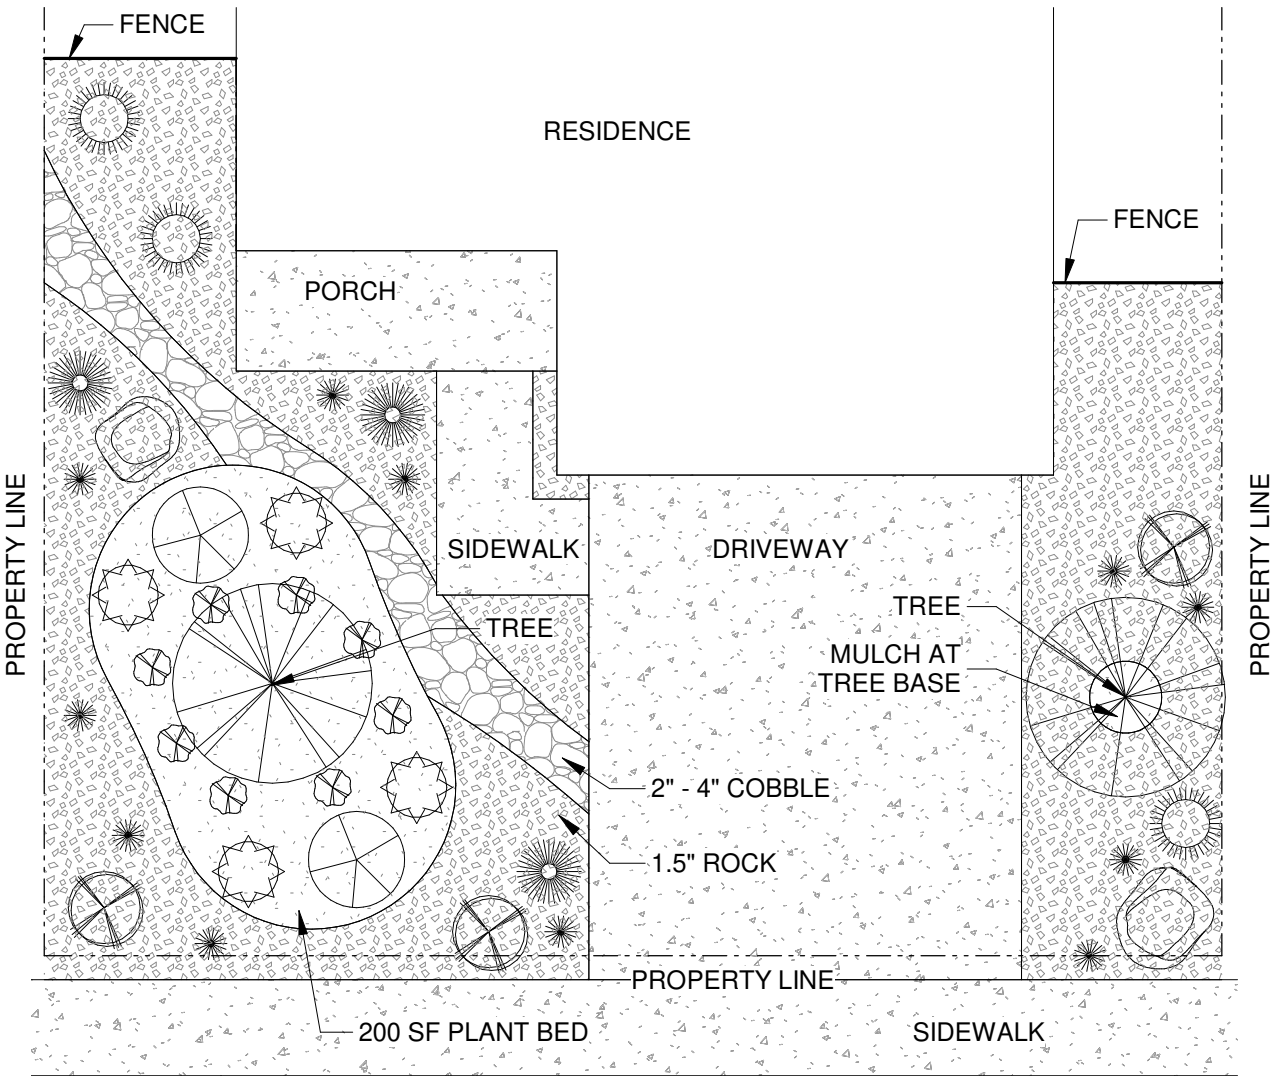 FENCE
RESIDENCE
FENCE
PORCH
PROPERTY LINE
PROPERTY LINE
SIDEWALK
DRIVEWAY
TREE
TREE
MULCH AT
TREE BASE
2" - 4" COBBLE
1.5" ROCK
PROPERTY LINE
200 SF PLANT BED
SIDEWALK